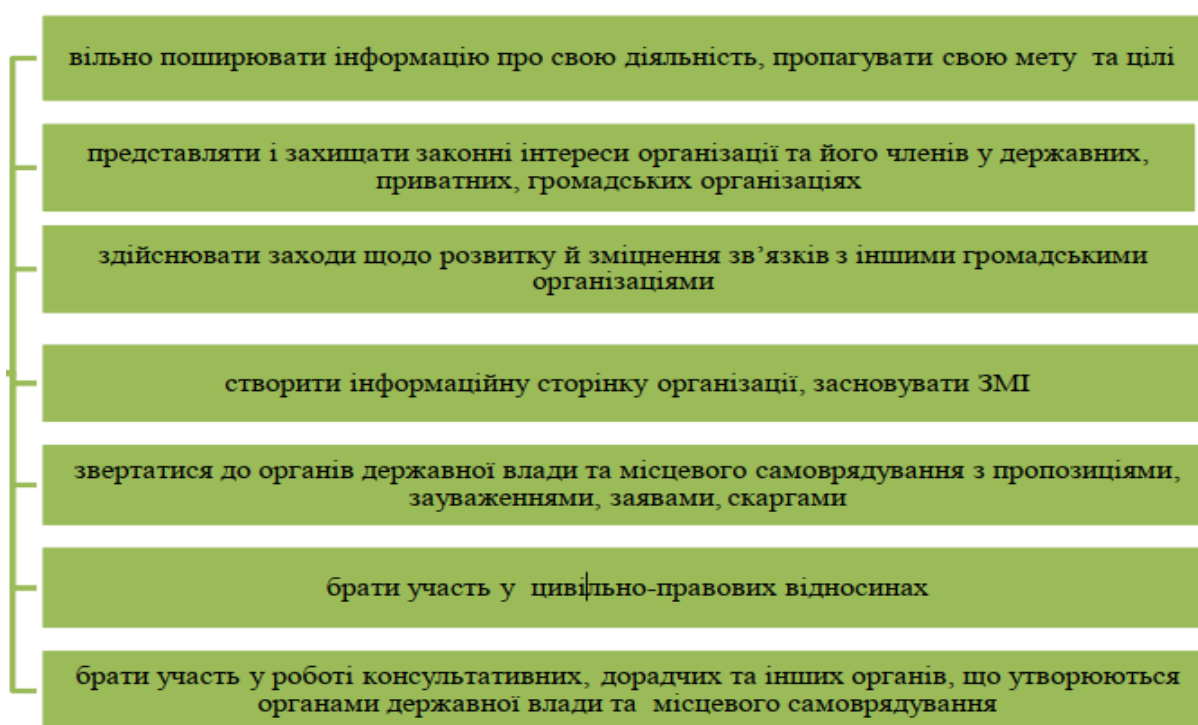 вільно поширювати інформацію про свою діяльність, пропагувати свою мету та цілі
представляти і захищати законні інтереси організації та його членів у державних,
приватних, громадських організаціях
здійснювати заходи щодо розвитку й зміцнення зв’язків з іншими громадськими
організаціями
створити інформаційну сторінку організації, засновувати ЗМІ
звертатися до органів державної влади та місцевого самоврядування з пропозиціями,
зауваженнями, заявами, скаргами
брати участь у цивільно-правових відносинах
брати участь у роботі консультативних, дорадчих та інших органів, що утворюються
органами державної влади та місцевого самоврядування